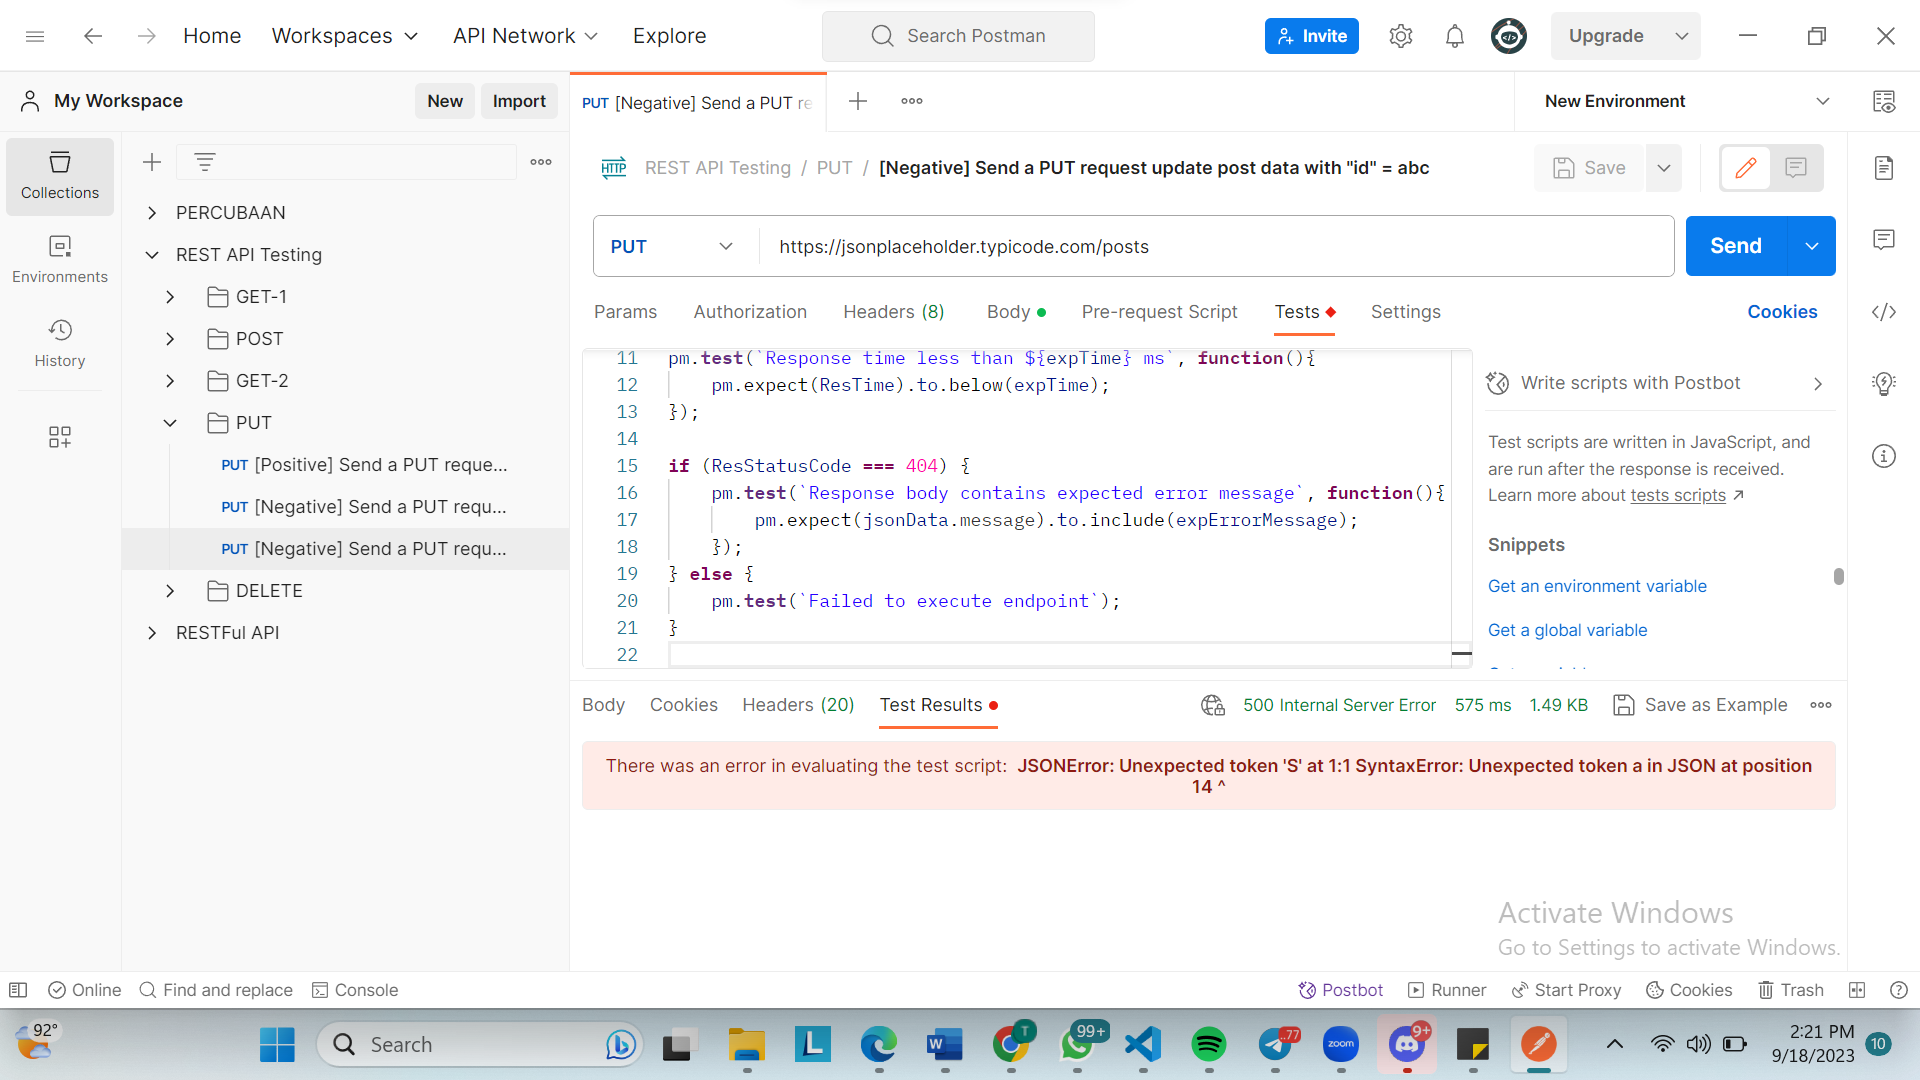 Home
Workspaces
API Network
Explore
Search Postman
Invite
Upgrade
My Workspace
New
Import
PUT [Negative] Send a PUT re
New Environment
Collections
Environments
History
PERCUBAAN
REST API Testing
GET-1
POST
GET-2
PUT
PUT [Positive] Send a PUT reque...
PUT [Negative] Send a PUT requ...
PUT [Negative] Send a PUT requ...
DELETE
RESTFul API
HTTP REST API Testing / PUT / [Negative] Send a PUT request update post data with "id" = abc
Save
PUT
https://jsonplaceholder.typicode.com/posts
Send
Params
Authorization
Headers (8)
Body
Pre-request Script
Tests
Settings
Cookies
11 pm.test(`Response time less than ${expTime} ms`, function(){
12 pm.expect(ResTime).to.below(expTime);
13 });
14
15 if (ResStatusCode === 404) {
16 pm.test(`Response body contains expected error message`, function(){
17 pm.expect(jsonData.message).to.include(expErrorMessage);
18 });
19 } else {
20 pm.test(`Failed to execute endpoint`);
21 }
22
Write scripts with Postbot
Test scripts are written in JavaScript, and
are run after the response is received.
Learn more about tests scripts ↗
Snippets
Get an environment variable
Get a global variable
Body
Cookies
Headers (20)
Test Results
500 Internal Server Error
575 ms
1.49 KB
Save as Example
There was an error in evaluating the test script: JSONError: Unexpected token 'S' at 1:1 SyntaxError: Unexpected token a in JSON at position
14 ^
Activate Windows
Go to Settings to activate Windows.
Online
Find and replace
Console
Postbot
Runner
Start Proxy
Cookies
Trash
92°
Search
L
W
T
99+
..77
zoom
9+
2:21 PM
9/18/2023
10